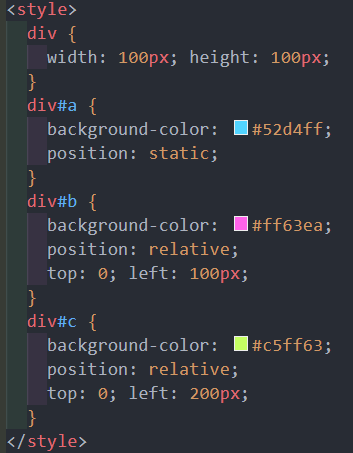 <style>
  div {
    width: 100px; height: 100px;
  }
  div#a {
    background-color: #52d4ff;
    position: static;
  }
  div#b {
    background-color: #ff63ea;
    position: relative;
    top: 0; left: 100px;
  }
  div#c {
    background-color: #c5ff63;
    position: relative;
    top: 0; left: 200px;
  }
</style>